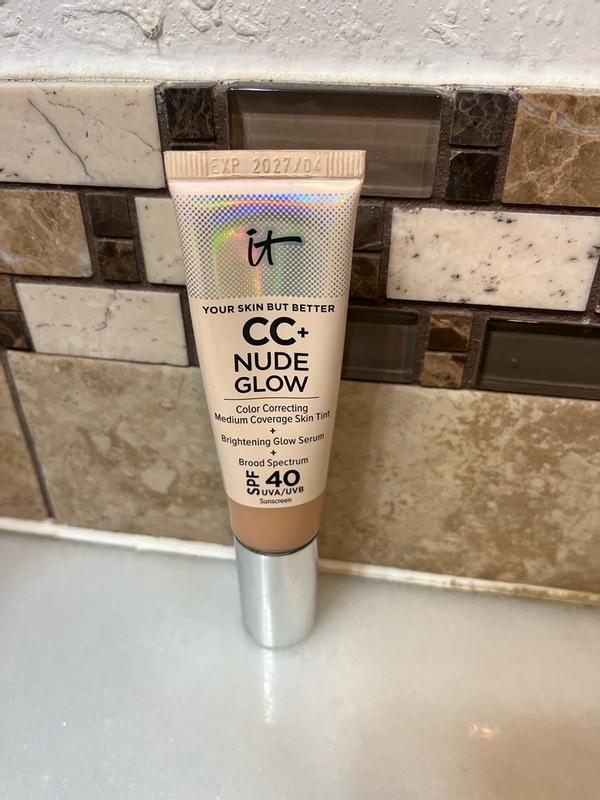 EXP 2027/04
it
YOUR SKIN BUT BETTER
CC+
NUDE
GLOW
Color Correcting
Medium Coverage Skin Tint
+
Brightening Glow Serum
+
Broad Spectrum
SPF 40
UVA/UVB
Sunscreen